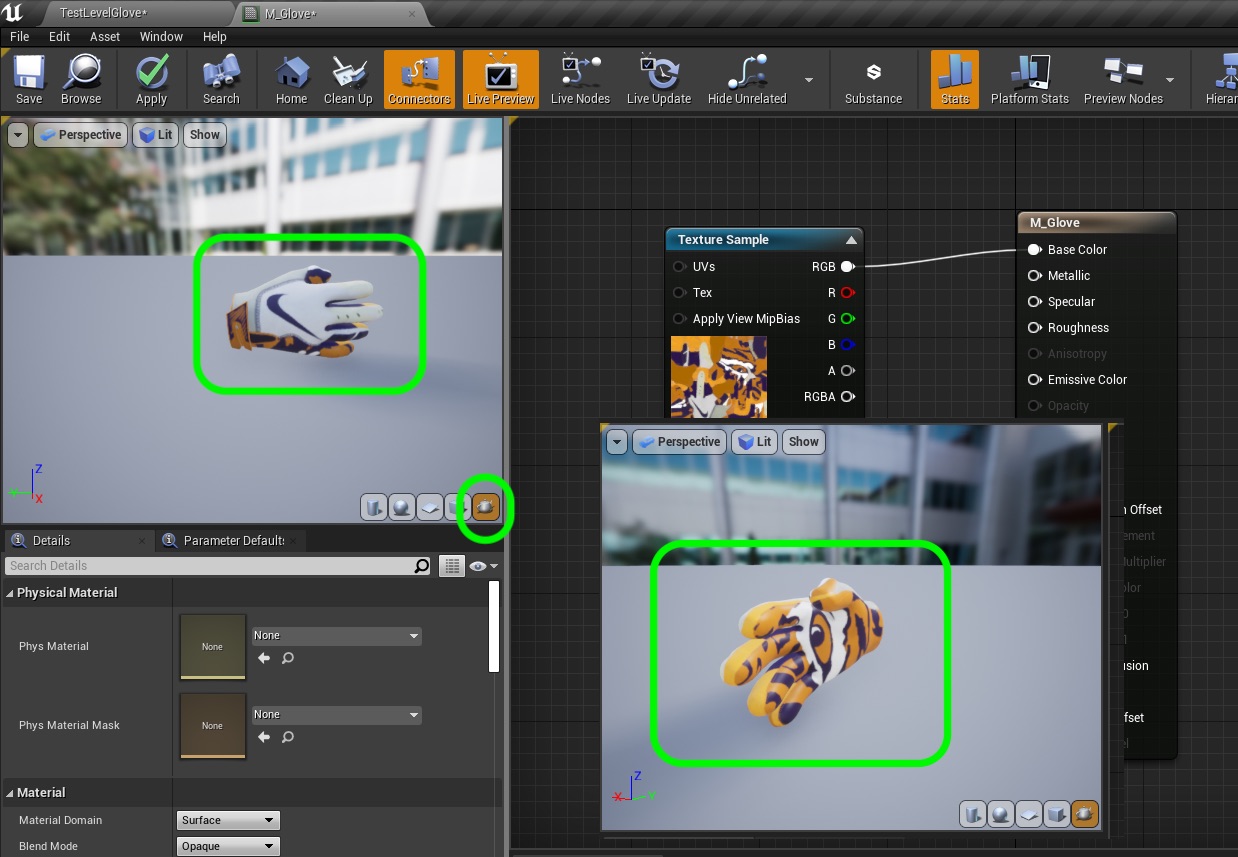 TestLevelGlove*
M_Glove*
File Edit Asset Window Help
Save Browse Apply Search Home Clean Up Connectors Live Preview Live Nodes Live Update Hide Unrelated Substance Stats Platform Stats Preview Nodes Hierar
Perspective Lit Show
Z
X
M_Glove
Base Color
Metallic
Specular
Roughness
Anisotropy
Emissive Color
Opacity
Texture Sample
UVs RGB
Tex R
Apply View MipBias G
B
A
RGBA
Perspective Lit Show
Z
X Y
n Offset
ement
Multiplier
olor
0
1
usion
ffset
el
Details Parameter Defaults
Search Details
Physical Material
Phys Material None None
Phys Material Mask None None
Material
Material Domain Surface
Blend Mode Opaque